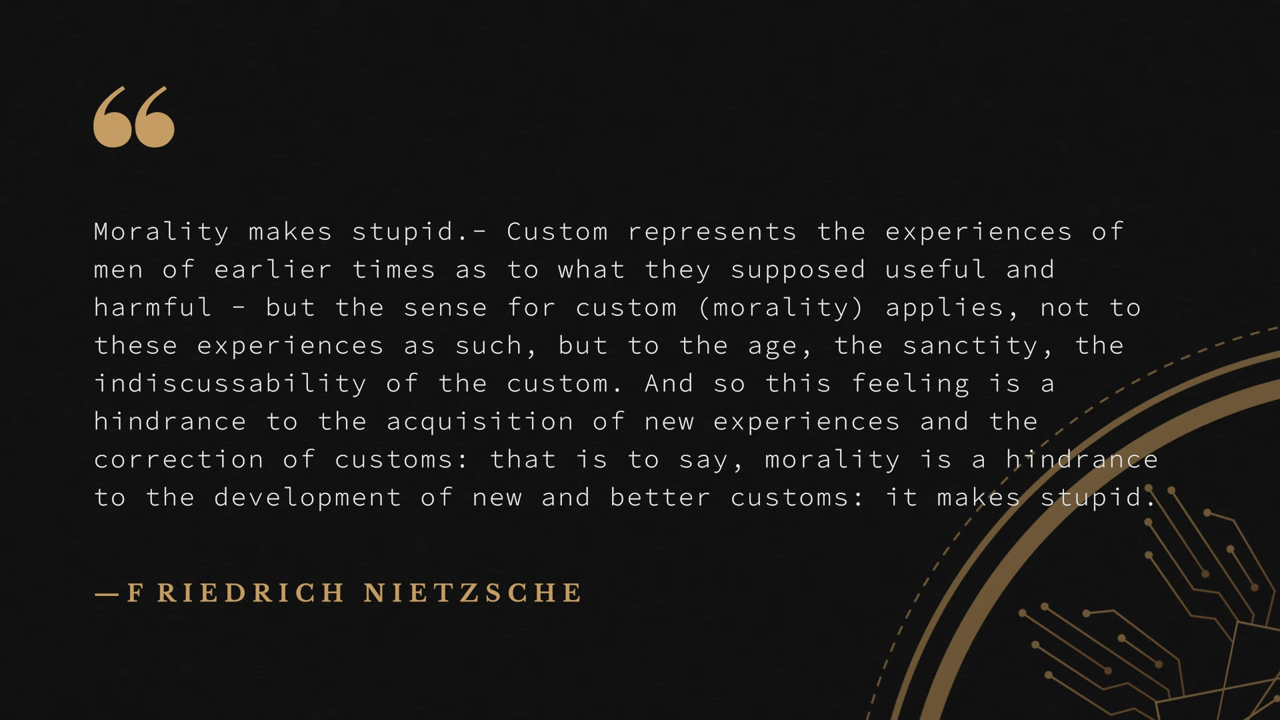 “
Morality makes stupid.- Custom represents the experiences of
men of earlier times as to what they supposed useful and
harmful - but the sense for custom (morality) applies, not to
these experiences as such, but to the age, the sanctity, the
indiscussability of the custom. And so this feeling is a
hindrance to the acquisition of new experiences and the
correction of customs: that is to say, morality is a hindrance
to the development of new and better customs: it makes stupid.
—F RIEDRICH NIETZSCHE